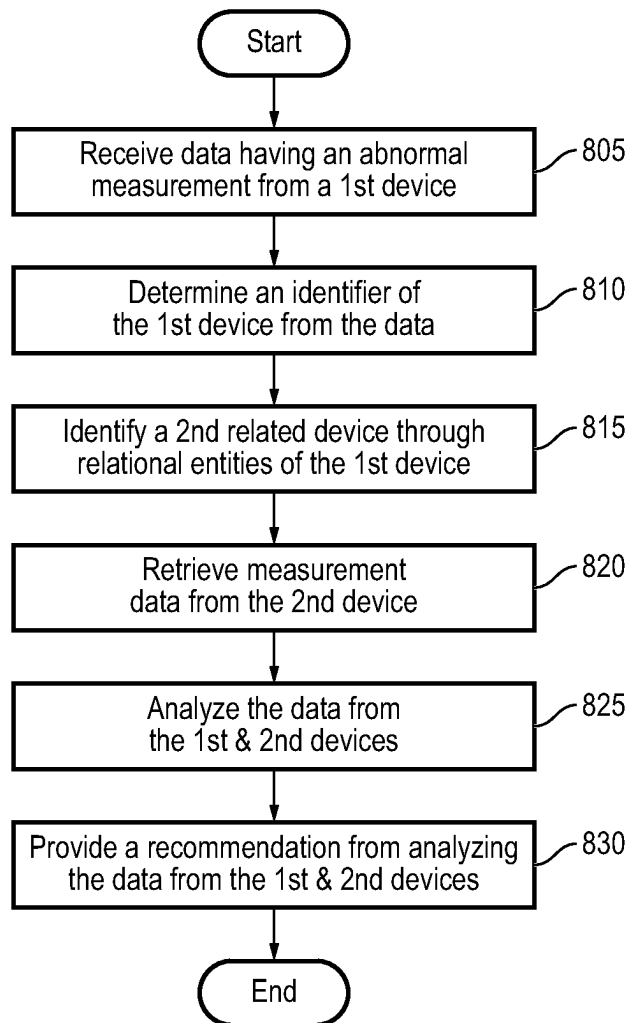 Start
Receive data having an abnormal
measurement from a 1st device
805
Determine an identifier of
the 1st device from the data
810
Identify a 2nd related device through
relational entities of the 1st device
815
Retrieve measurement
data from the 2nd device
820
Analyze the data from
the 1st & 2nd devices
825
Provide a recommendation from analyzing
the data from the 1st & 2nd devices
830
End